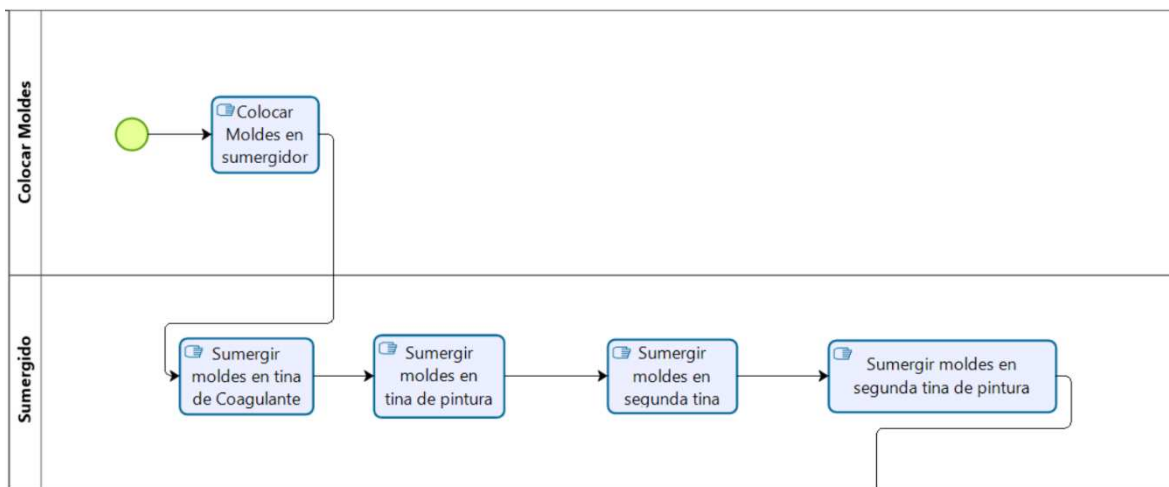 Colocar Moldes
Colocar
Moldes en
sumergidor
Sumergido
Sumergir
moldes en tina
de Coagulante
Sumergir
moldes en
tina de pintura
Sumergir
moldes en
segunda tina
Sumergir moldes en
segunda tina de pintura